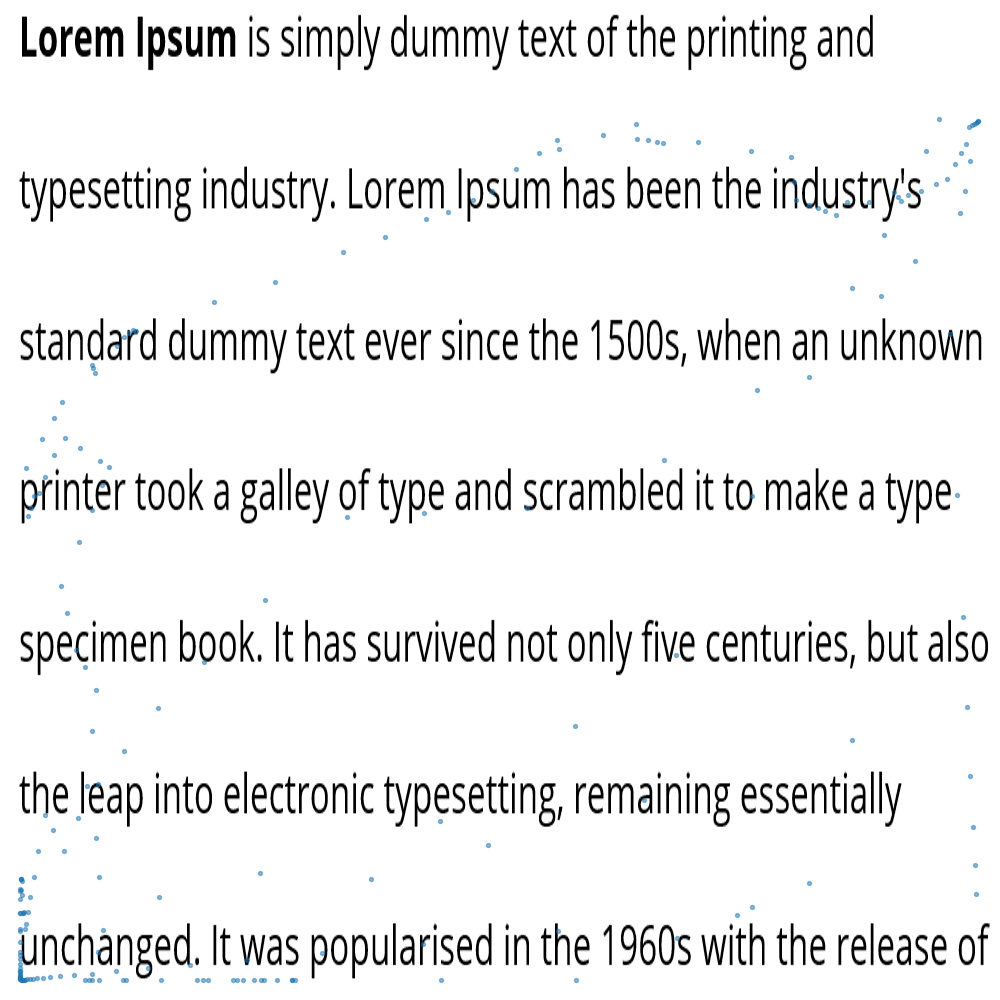 Lorem Ipsum is simply dummy text of the printing and
typesetting industry. Lorem Ipsum has been the industry's
standard dummy text ever since the 1500s, when an unknown
printer took a galley of type and scrambled it to make a type
specimen book. It has survived not only five centuries, but also
the leap into electronic typesetting, remaining essentially
unchanged. It was popularised in the 1960s with the release of